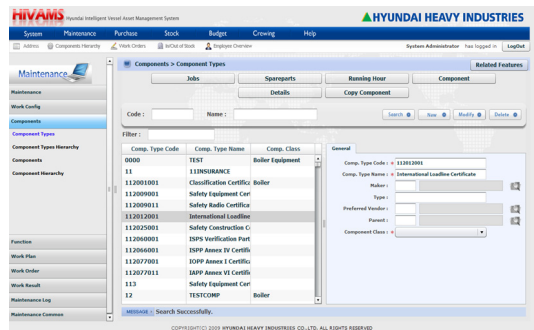 HIVAMS Hyundai Intelligent Vessel Asset Management System
HYUNDAI HEAVY INDUSTRIES
System Maintenance Purchase Stock Budget Crewing Help
Address Components Hierarchy Work Orders In/Out of Stock Employee Overview System Administrator has logged in LogOut
Maintenance
Maintenance
Work Config
Components
Component Types
Component Types Hierarchy
Components
Component Hierarchy
Function
Work Plan
Work Order
Work Result
Maintenance Log
Maintenance Common
Components > Component Types Related Features
Jobs Spareparts Running Hour Component
Details Copy Component
Code : Name : Search New Modify Delete
Filter :
Comp. Type Code Comp. Type Name Comp. Class
0000 TEST Boiler Equipment
11 11INSURANCE
112001001 Classification Certifica Boiler
112009001 Safety Equipment Cert
112009011 Safety Radio Certificat
112012001 International Loadline
112025001 Safety Construction C
112060001 ISPS Verification Part
112066001 ISPP Annex IV Certific
112077001 IOPP Annex I Certifica
112077011 IAPP Annex VI Certific
113 Safety Equipment Cert
12 TESTCOMP Boiler
General
Comp. Type Code : * 112012001
Comp. Type Name : * International Loadline Certificate
Maker :
Type :
Preferred Vendor :
Parent :
Component Class : *
MESSAGE > Search Successfully.
COPYRIGHT(C) 2009 HYUNDAI HEAVY INDUSTRIES CO.,LTD. ALL RIGHTS RESERVED